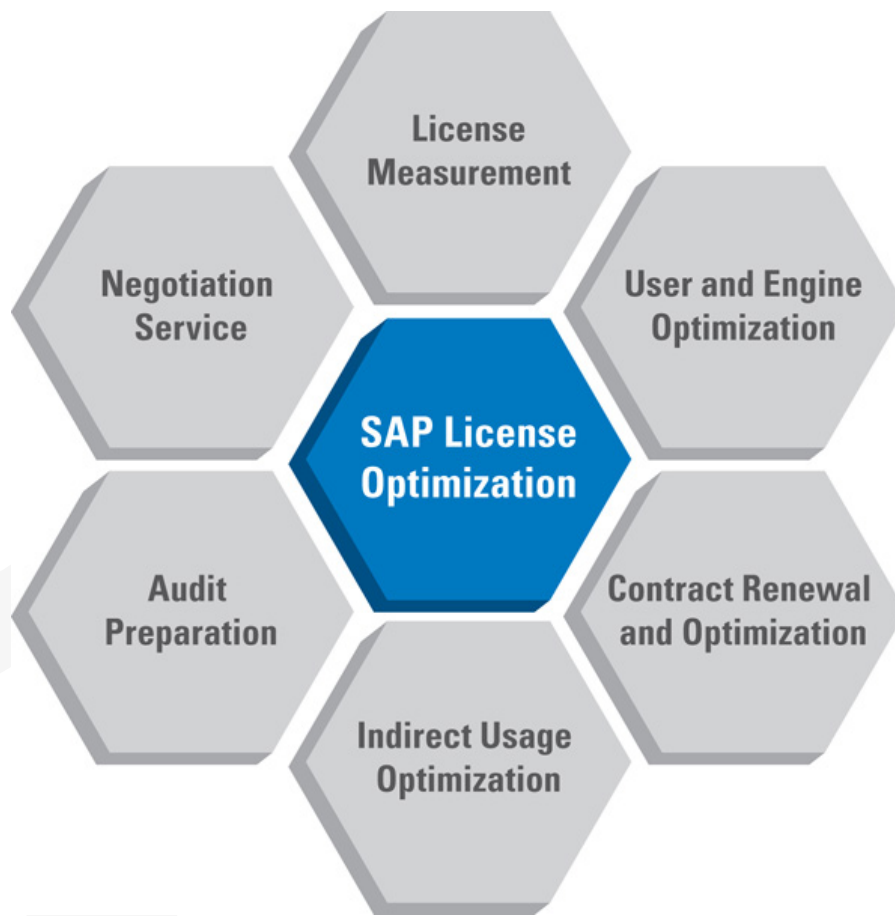 License
Measurement
Negotiation
Service
User and Engine
Optimization
SAP License
Optimization
Audit
Preparation
Contract Renewal
and Optimization
Indirect Usage
Optimization